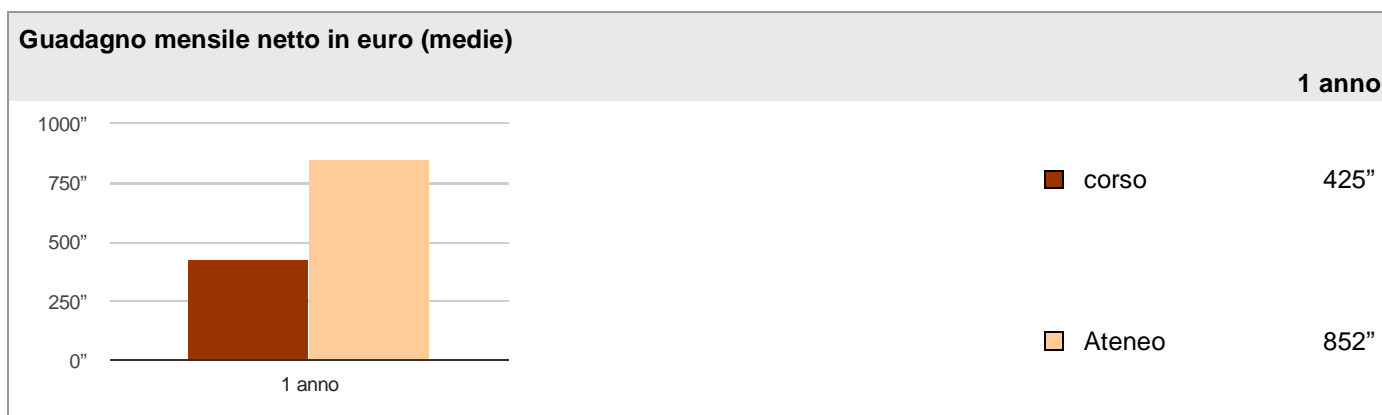 Guadagno mensile netto in euro (medie)
1 anno
1000”
750”
500”
250”
0”
1 anno
corso 425”
Ateneo 852”